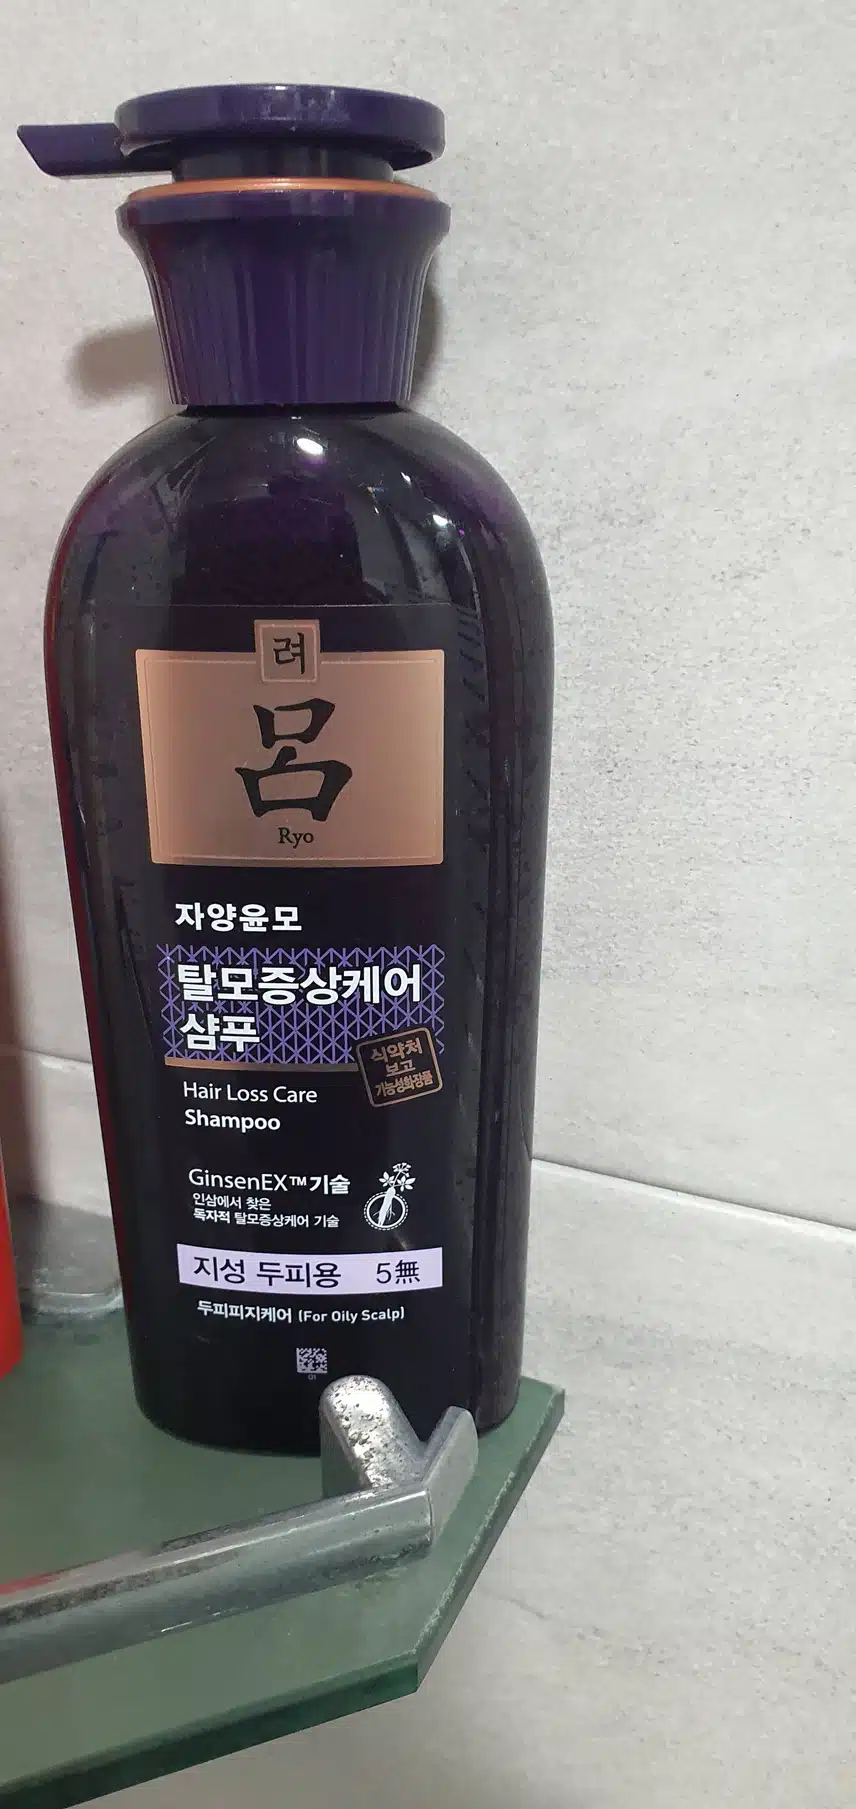 려
呂
Ryo
자양윤모
탈모증상케어
샴푸
식약처
보고
기능성화장품
Hair Loss Care
Shampoo
GinsenEX™기술
인삼에서 찾은
독자적 탈모증상케어 기술
지성 두피용 5無
두피피지케어 (For Oily Scalp)
01